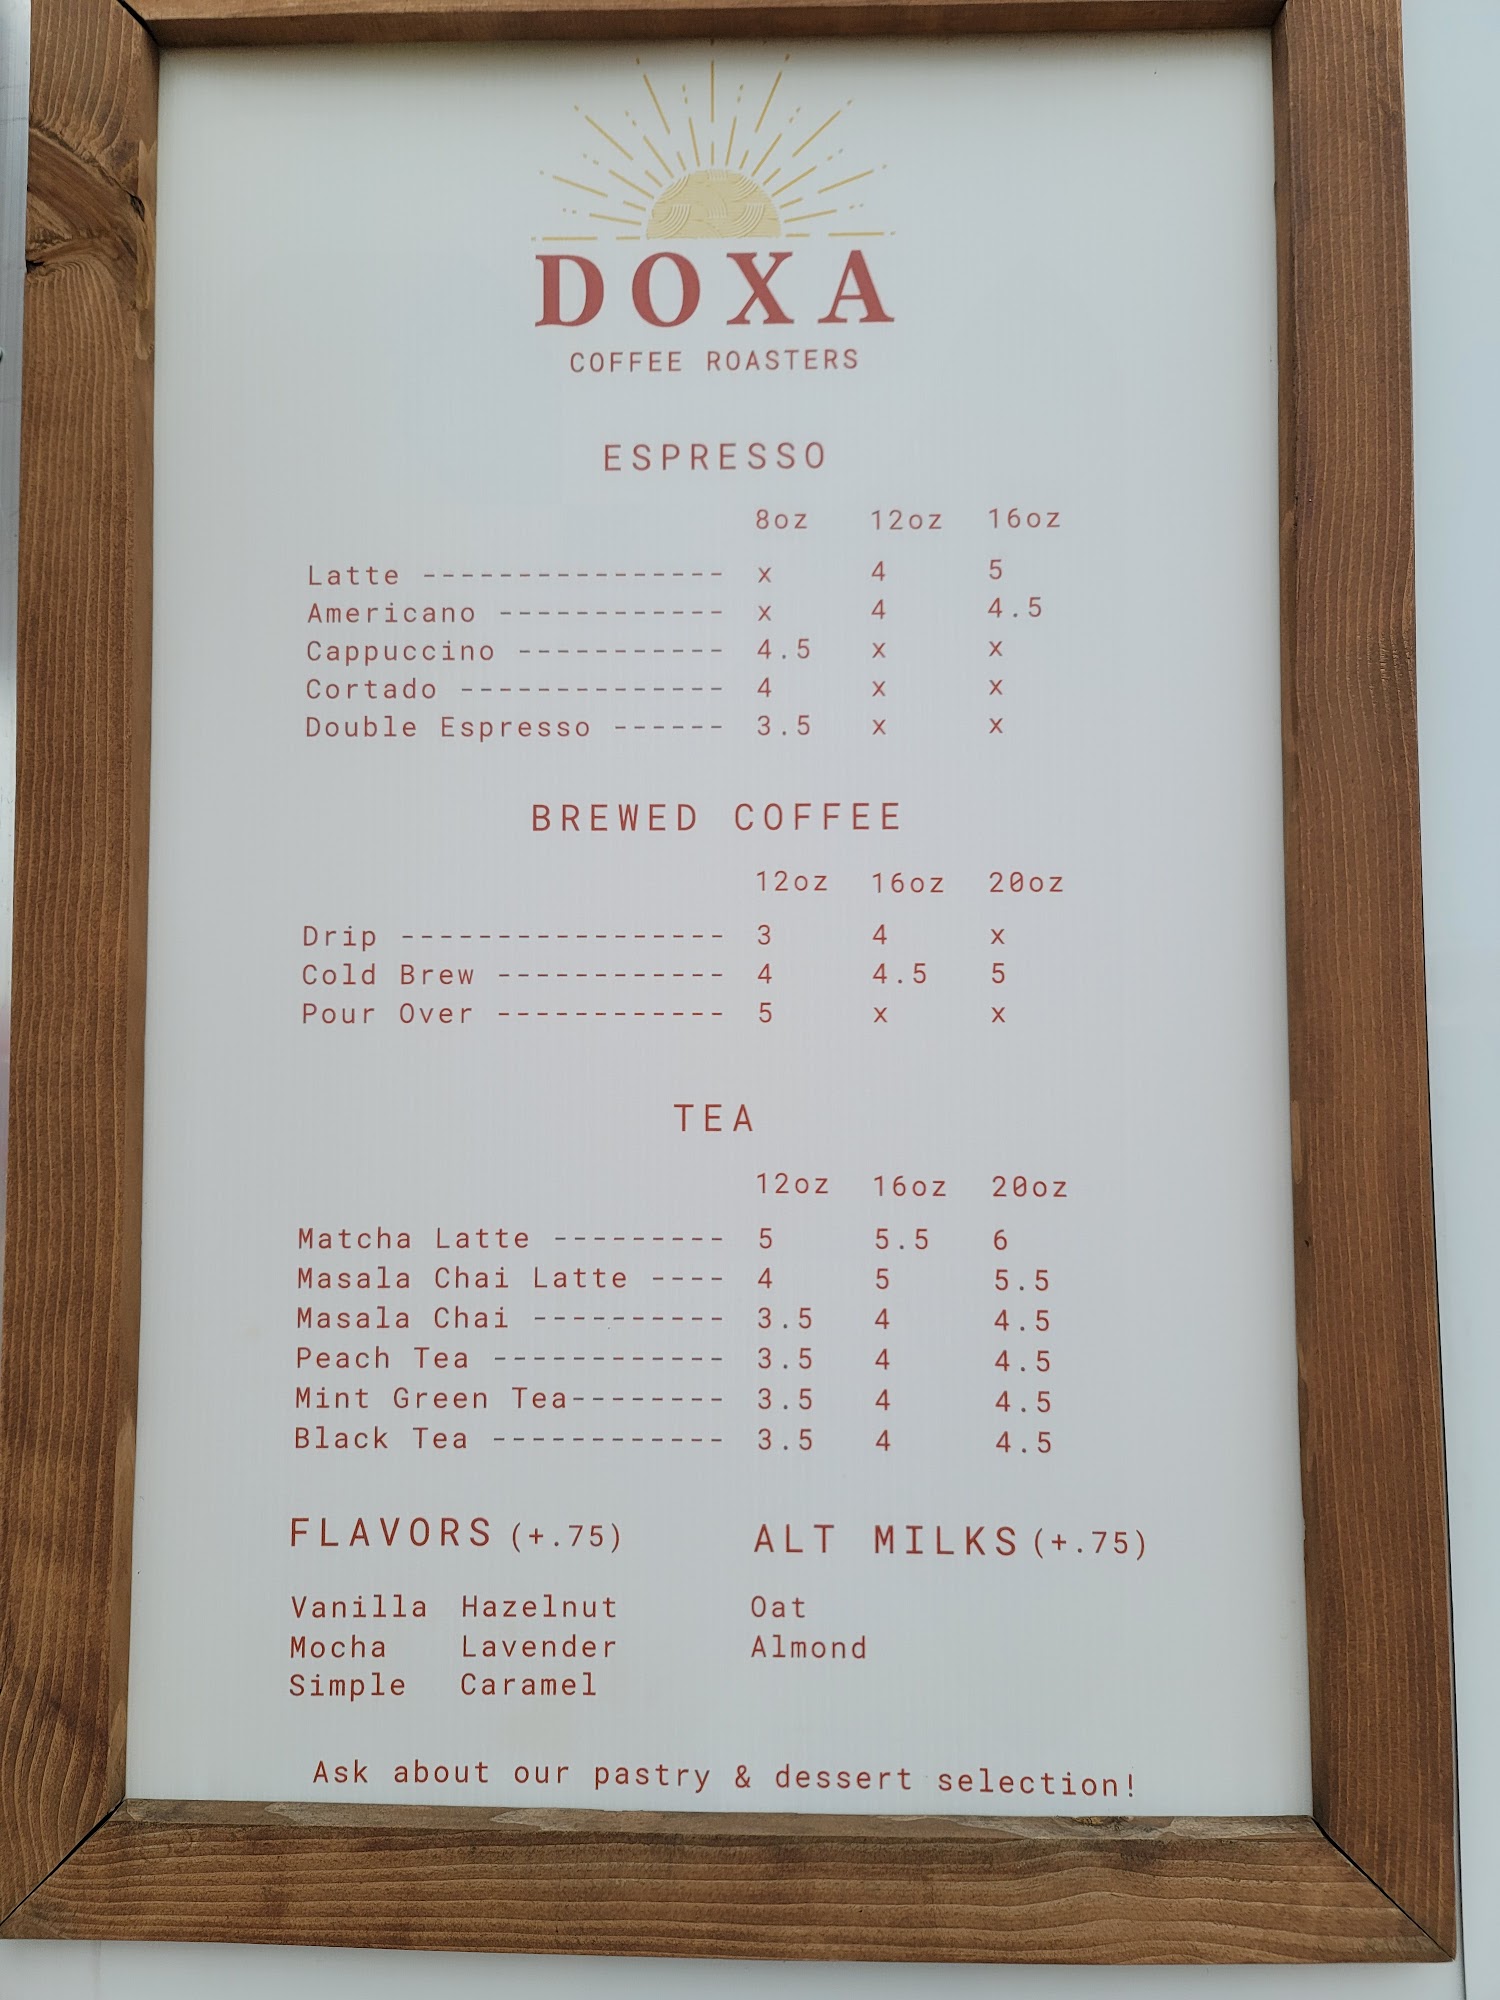 DOXA
COFFEE ROASTERS
ESPRESSO
8oz 12oz 16oz
Latte ---------------- x 4 5
Americano ------------ x 4 4.5
Cappuccino ----------- 4.5 x x
Cortado -------------- 4 x x
Double Espresso ------ 3.5 x x
BREWED COFFEE
12oz 16oz 20oz
Drip ----------------- 3 4 x
Cold Brew ------------ 4 4.5 5
Pour Over ------------ 5 x x
TEA
12oz 16oz 20oz
Matcha Latte --------- 5 5.5 6
Masala Chai Latte ---- 4 5 5.5
Masala Chai ---------- 3.5 4 4.5
Peach Tea ------------ 3.5 4 4.5
Mint Green Tea-------- 3.5 4 4.5
Black Tea ------------ 3.5 4 4.5
FLAVORS (+.75) ALT MILKS (+.75)
Vanilla Hazelnut Oat
Mocha Lavender Almond
Simple Caramel
Ask about our pastry & dessert selection!